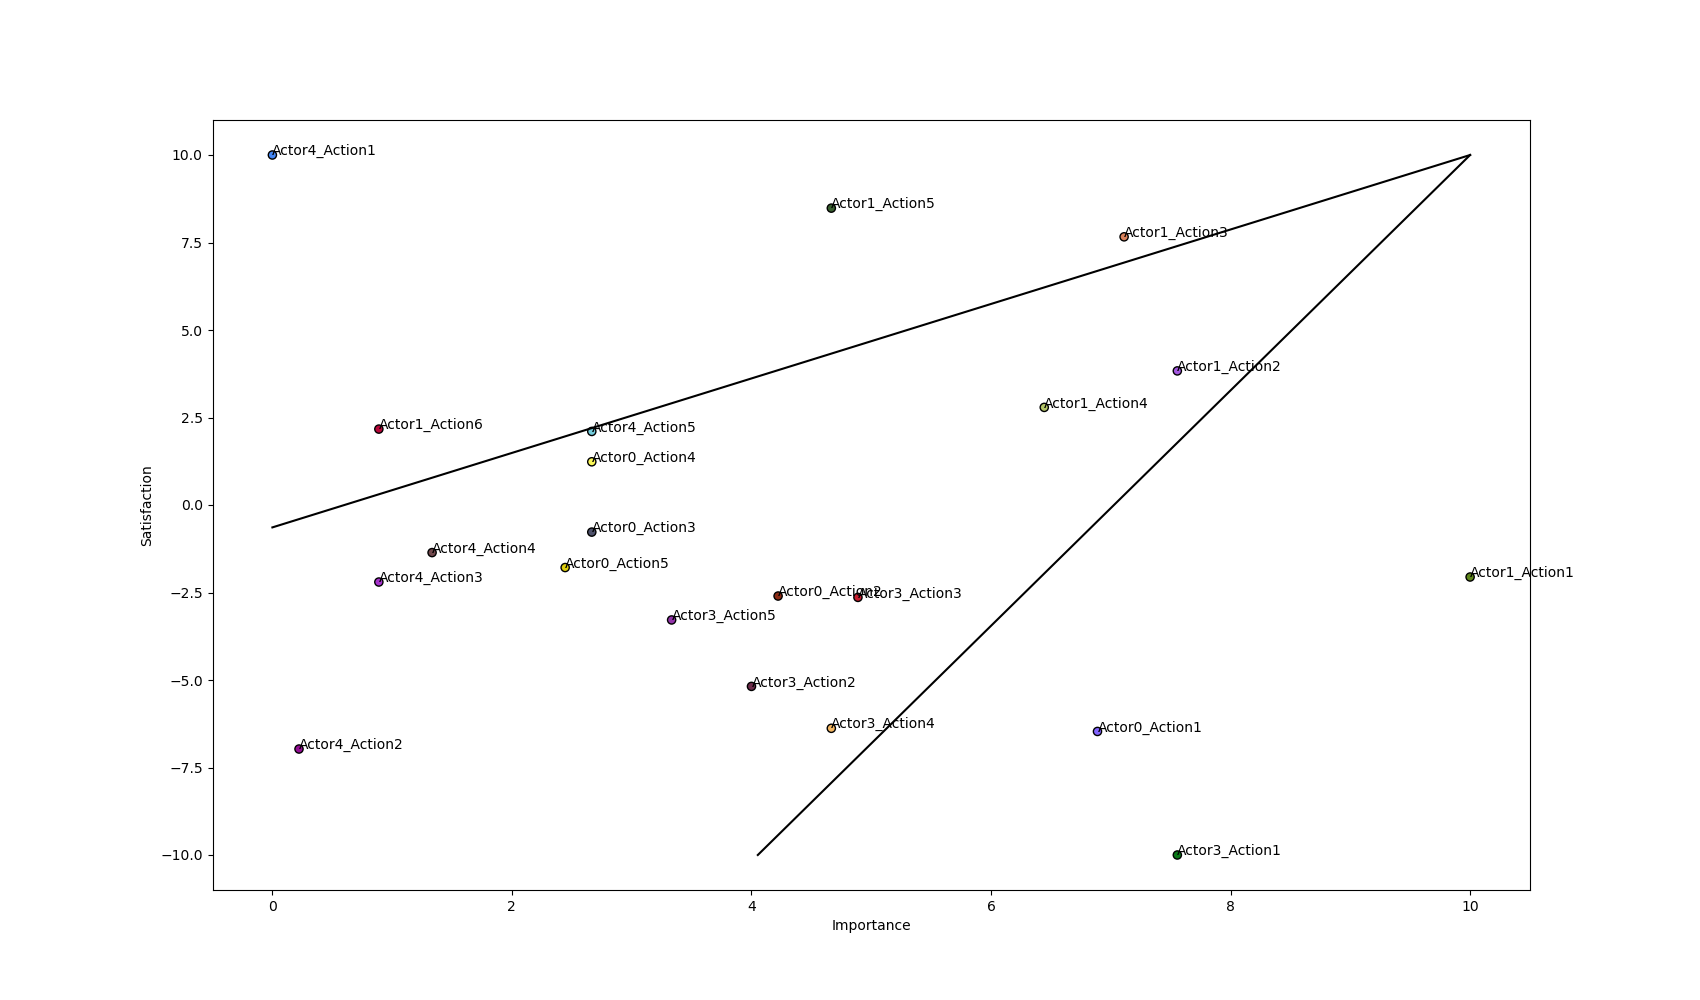 10.0
7.5
5.0
2.5
0.0
−2.5
−5.0
−7.5
−10.0
Satisfaction
Actor4_Action1
Actor1_Action5
Actor1_Action3
Actor1_Action2
Actor1_Action4
Actor1_Action6
Actor4_Action5
Actor0_Action4
Actor0_Action3
Actor4_Action4
Actor0_Action5
Actor4_Action3
Actor1_Action1
Actor0_Action2
Actor3_Action3
Actor3_Action5
Actor3_Action2
Actor3_Action4
Actor0_Action1
Actor4_Action2
Actor3_Action1
0 2 4 6 8 10
Importance